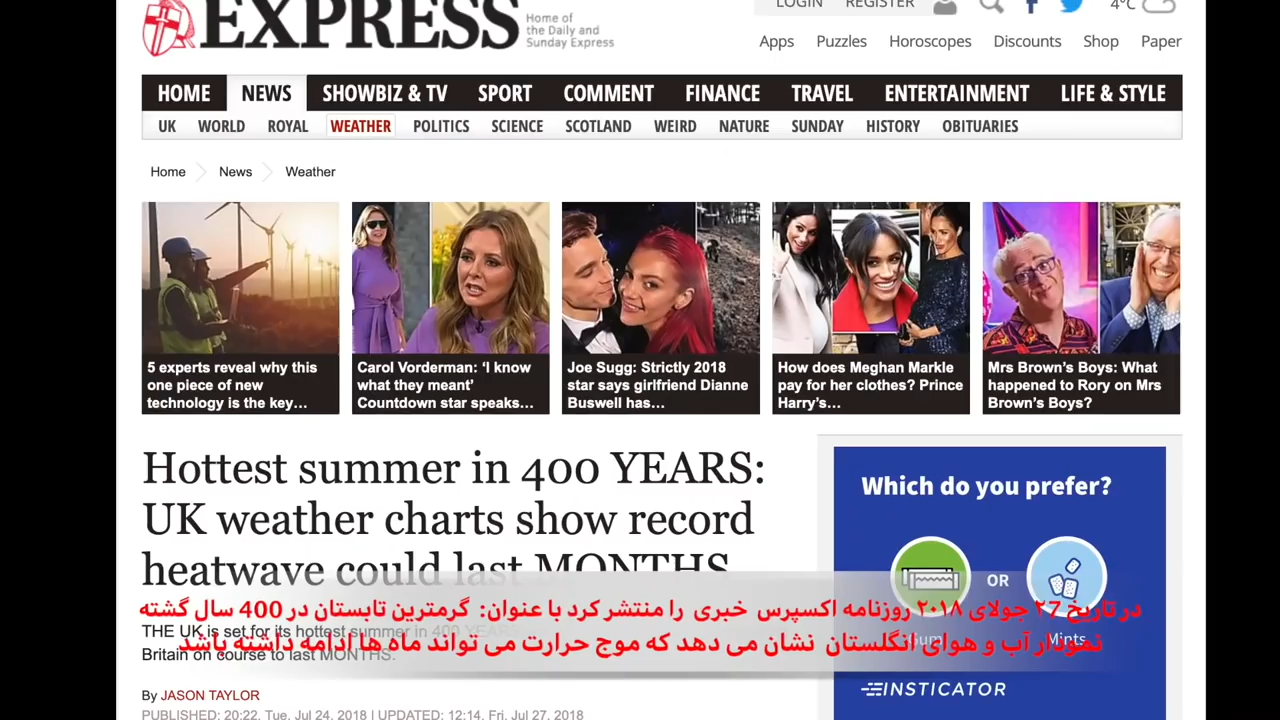 EXPRESS
Home of
the Daily and
Sunday Express
LOGIN REGISTER
4°C
Apps Puzzles Horoscopes Discounts Shop Paper
HOME NEWS SHOWBIZ & TV SPORT COMMENT FINANCE TRAVEL ENTERTAINMENT LIFE & STYLE
UK WORLD ROYAL WEATHER POLITICS SCIENCE SCOTLAND WEIRD NATURE SUNDAY HISTORY OBITUARIES
Home News Weather
5 experts reveal why this
one piece of new
technology is the key...
Carol Vorderman: ‘I know
what they meant’
Countdown star speaks...
Joe Sugg: Strictly 2018
star says girlfriend Dianne
Buswell has...
How does Meghan Markle
pay for her clothes? Prince
Harry’s...
Mrs Brown’s Boys: What
happened to Rory on Mrs
Brown’s Boys?
Hottest summer in 400 YEARS:
UK weather charts show record
heatwave could last MONTHS
THE UK is set for its hottest summer in 400 YEARS
Britain on course to last MONTHS.
By JASON TAYLOR
PUBLISHED: 20:22, Tue, Jul 24, 2018 | UPDATED: 12:14, Fri, Jul 27, 2018
Which do you prefer?
OR
Gum
Mints
INSTICATOR
در تاریخ ۲۷ جولای ۲۰۱۸ روزنامه اکسپرس خبری را منتشر کرد با عنوان: گرمترین تابستان در 400 سال گشته
نمودار آب و هوای انگلستان نشان می دهد که موج حرارت می تواند ماه ها ادامه داشته باشد